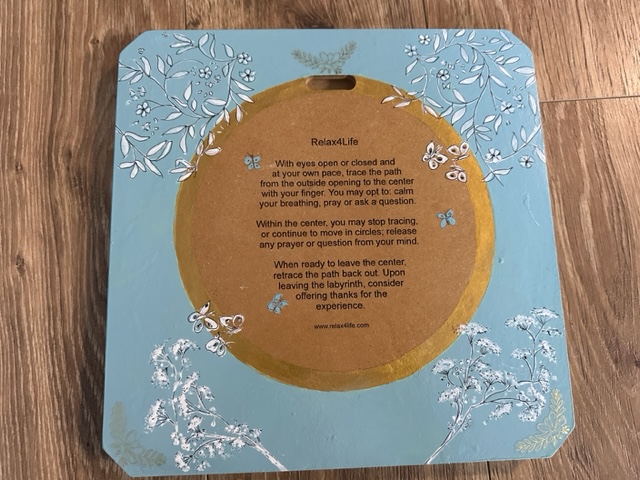 Relax4Life
With eyes open or closed and
at your own pace, trace the path
from the outside opening to the center
with your finger. You may opt to: calm
your breathing, pray or ask a question.
Within the center, you may stop tracing,
or continue to move in circles; release
any prayer or question from your mind.
When ready to leave the center,
retrace the path back out. Upon
leaving the labyrinth, consider
offering thanks for the
experience.
www.relax4life.com